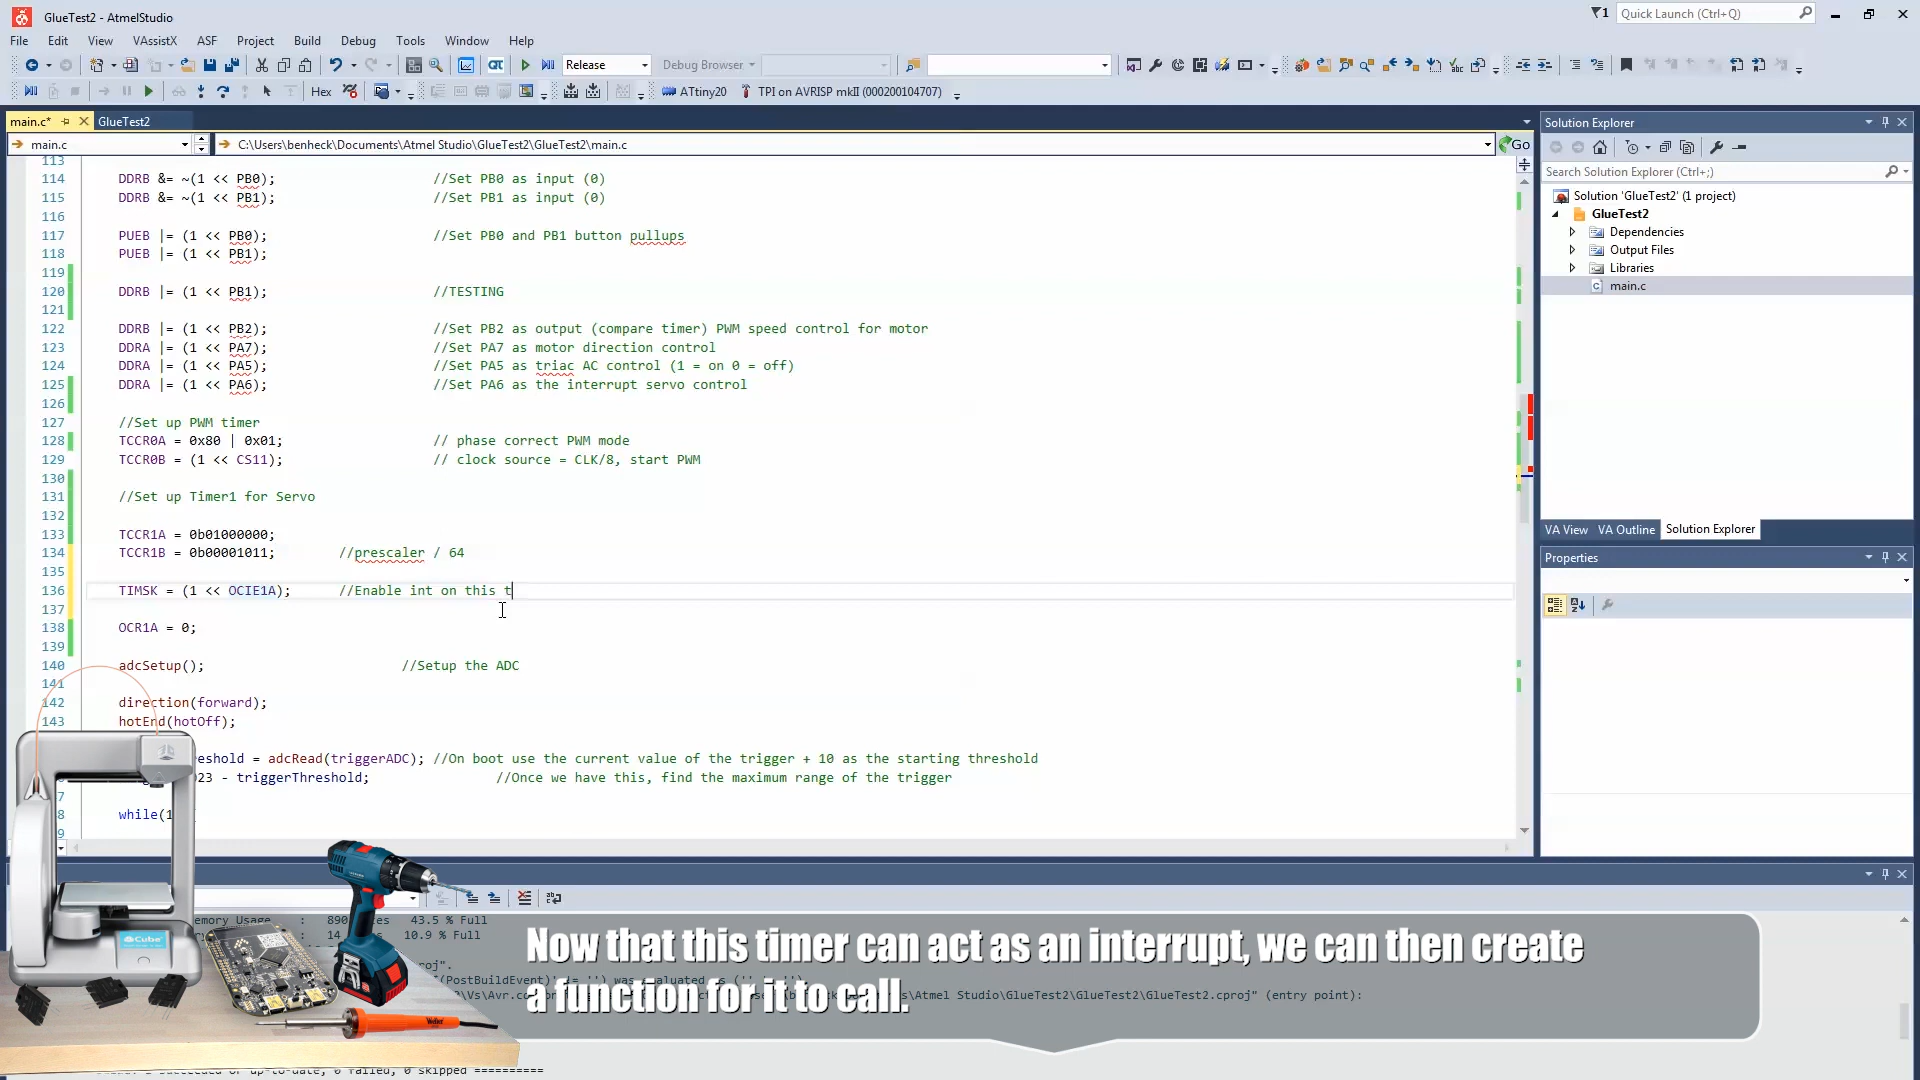 GlueTest2 - AtmelStudio
1
Quick Launch (Ctrl+Q)
File Edit View VAssistX ASF Project Build Debug Tools Window Help
Release Debug Browser
Hex ATtiny20 TPI on AVRISP mkII (000200104707)
main.c* GlueTest2
main.c C:\Users\benheck\Documents\Atmel Studio\GlueTest2\GlueTest2\main.c Go
113
114 DDRB &= ~(1 << PB0); //Set PB0 as input (0)
115 DDRB &= ~(1 << PB1); //Set PB1 as input (0)
116
117 PUEB |= (1 << PB0); //Set PB0 and PB1 button pullups
118 PUEB |= (1 << PB1);
119
120 DDRB |= (1 << PB1); //TESTING
121
122 DDRB |= (1 << PB2); //Set PB2 as output (compare timer) PWM speed control for motor
123 DDRA |= (1 << PA7); //Set PA7 as motor direction control
124 DDRA |= (1 << PA5); //Set PA5 as triac AC control (1 = on 0 = off)
125 DDRA |= (1 << PA6); //Set PA6 as the interrupt servo control
126
127 //Set up PWM timer
128 TCCR0A = 0x80 | 0x01; // phase correct PWM mode
129 TCCR0B = (1 << CS11); // clock source = CLK/8, start PWM
130
131 //Set up Timer1 for Servo
132
133 TCCR1A = 0b01000000;
134 TCCR1B = 0b00001011; //prescaler / 64
135
136 TIMSK = (1 << OCIE1A); //Enable int on this t
137
138 OCR1A = 0;
139
140 adcSetup(); //Setup the ADC
141
142 direction(forward);
143 hotEnd(hotOff);
eshold = adcRead(triggerADC); //On boot use the current value of the trigger + 10 as the starting threshold
023 - triggerThreshold; //Once we have this, find the maximum range of the trigger
7
8 while(1
9
Solution Explorer
Search Solution Explorer (Ctrl+;)
Solution 'GlueTest2' (1 project)
GlueTest2
Dependencies
Output Files
Libraries
main.c
VA View VA Outline Solution Explorer
Properties
emory Usage : 890 tes 43.5 % Full
ry : 14 10.9 % Full
Now that this timer can act as an interrupt, we can then create
a function for it to call.
Atmel Studio\GlueTest2\GlueTest2\GlueTest2.cproj" (entry point):
up-to-date, 0 failed, 0 skipped ==========
Cube
Weller